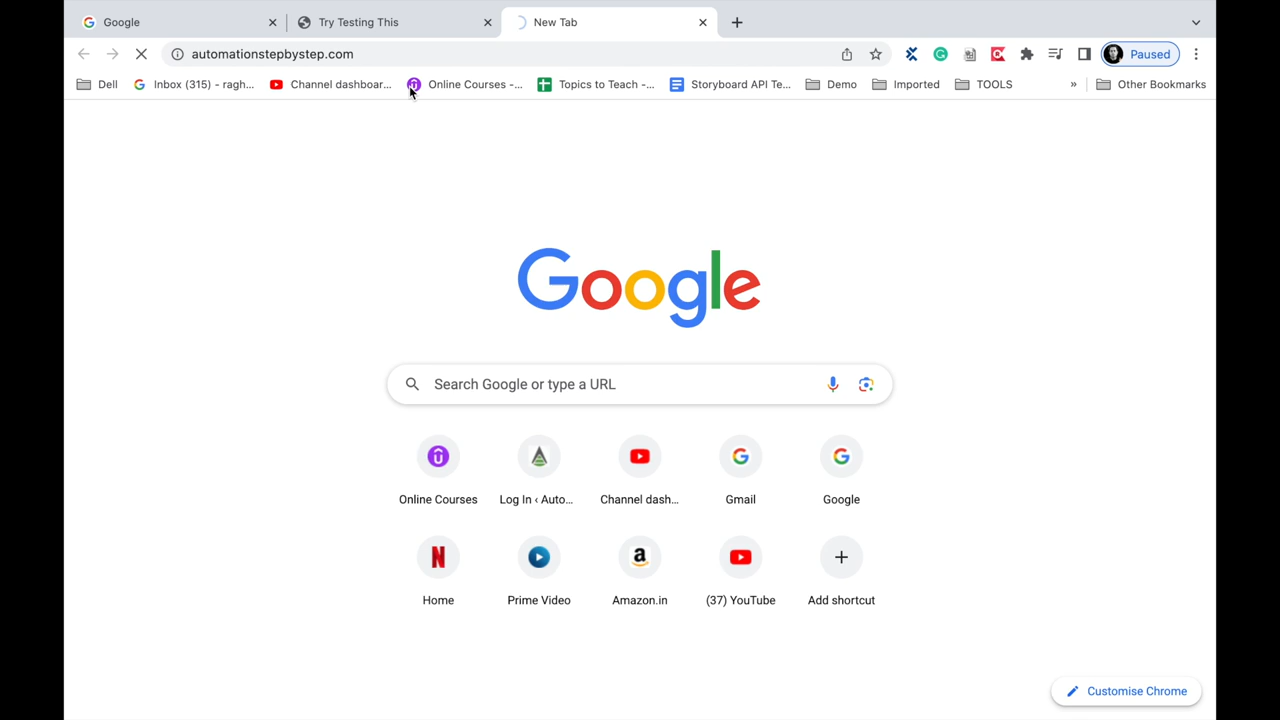 Google
Try Testing This
New Tab
automationstepbystep.com
Paused
Dell
Inbox (315) - ragh...
Channel dashboar...
Online Courses -...
Topics to Teach -...
Storyboard API Te...
Demo
Imported
TOOLS
»
Other Bookmarks
Google
Search Google or type a URL
Online Courses
Log In ‹ Auto...
Channel dash...
Gmail
Google
Home
Prime Video
Amazon.in
(37) YouTube
Add shortcut
Customise Chrome